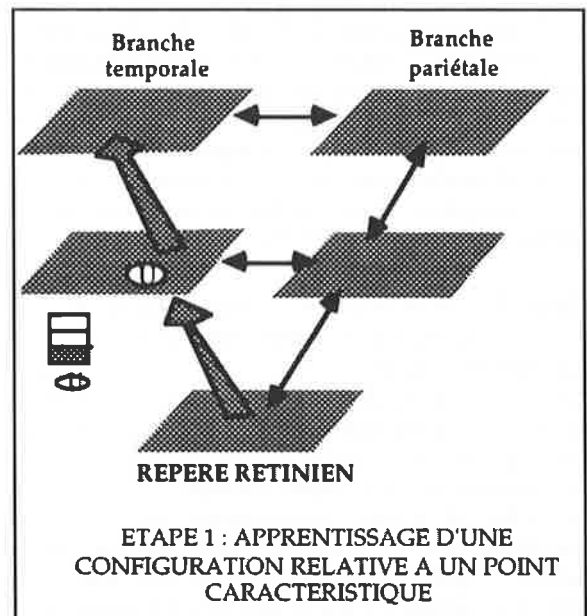 Branche
temporale
Branche
pariétale
REPERE RETINIEN
ETAPE 1 : APPRENTISSAGE D'UNE
CONFIGURATION RELATIVE A UN POINT
CARACTERISTIQUE